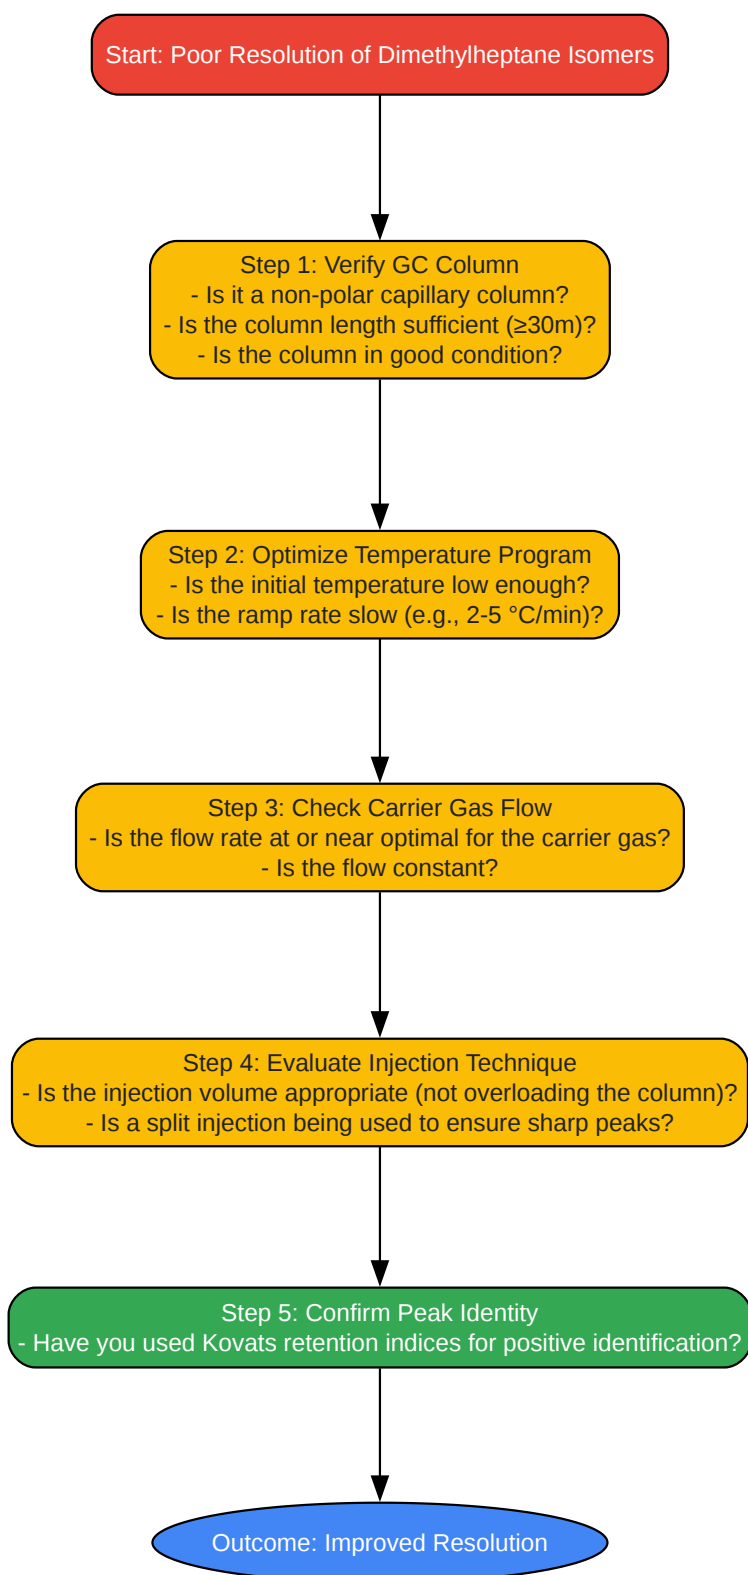 Start: Poor Resolution of Dimethylheptane Isomers
Step 1: Verify GC Column
- Is it a non-polar capillary column?
- Is the column length sufficient (≥30m)?
- Is the column in good condition?
Step 2: Optimize Temperature Program
- Is the initial temperature low enough?
- Is the ramp rate slow (e.g., 2-5 °C/min)?
Step 3: Check Carrier Gas Flow
- Is the flow rate at or near optimal for the carrier gas?
- Is the flow constant?
Step 4: Evaluate Injection Technique
- Is the injection volume appropriate (not overloading the column)?
- Is a split injection being used to ensure sharp peaks?
Step 5: Confirm Peak Identity
- Have you used Kovats retention indices for positive identification?
Outcome: Improved Resolution